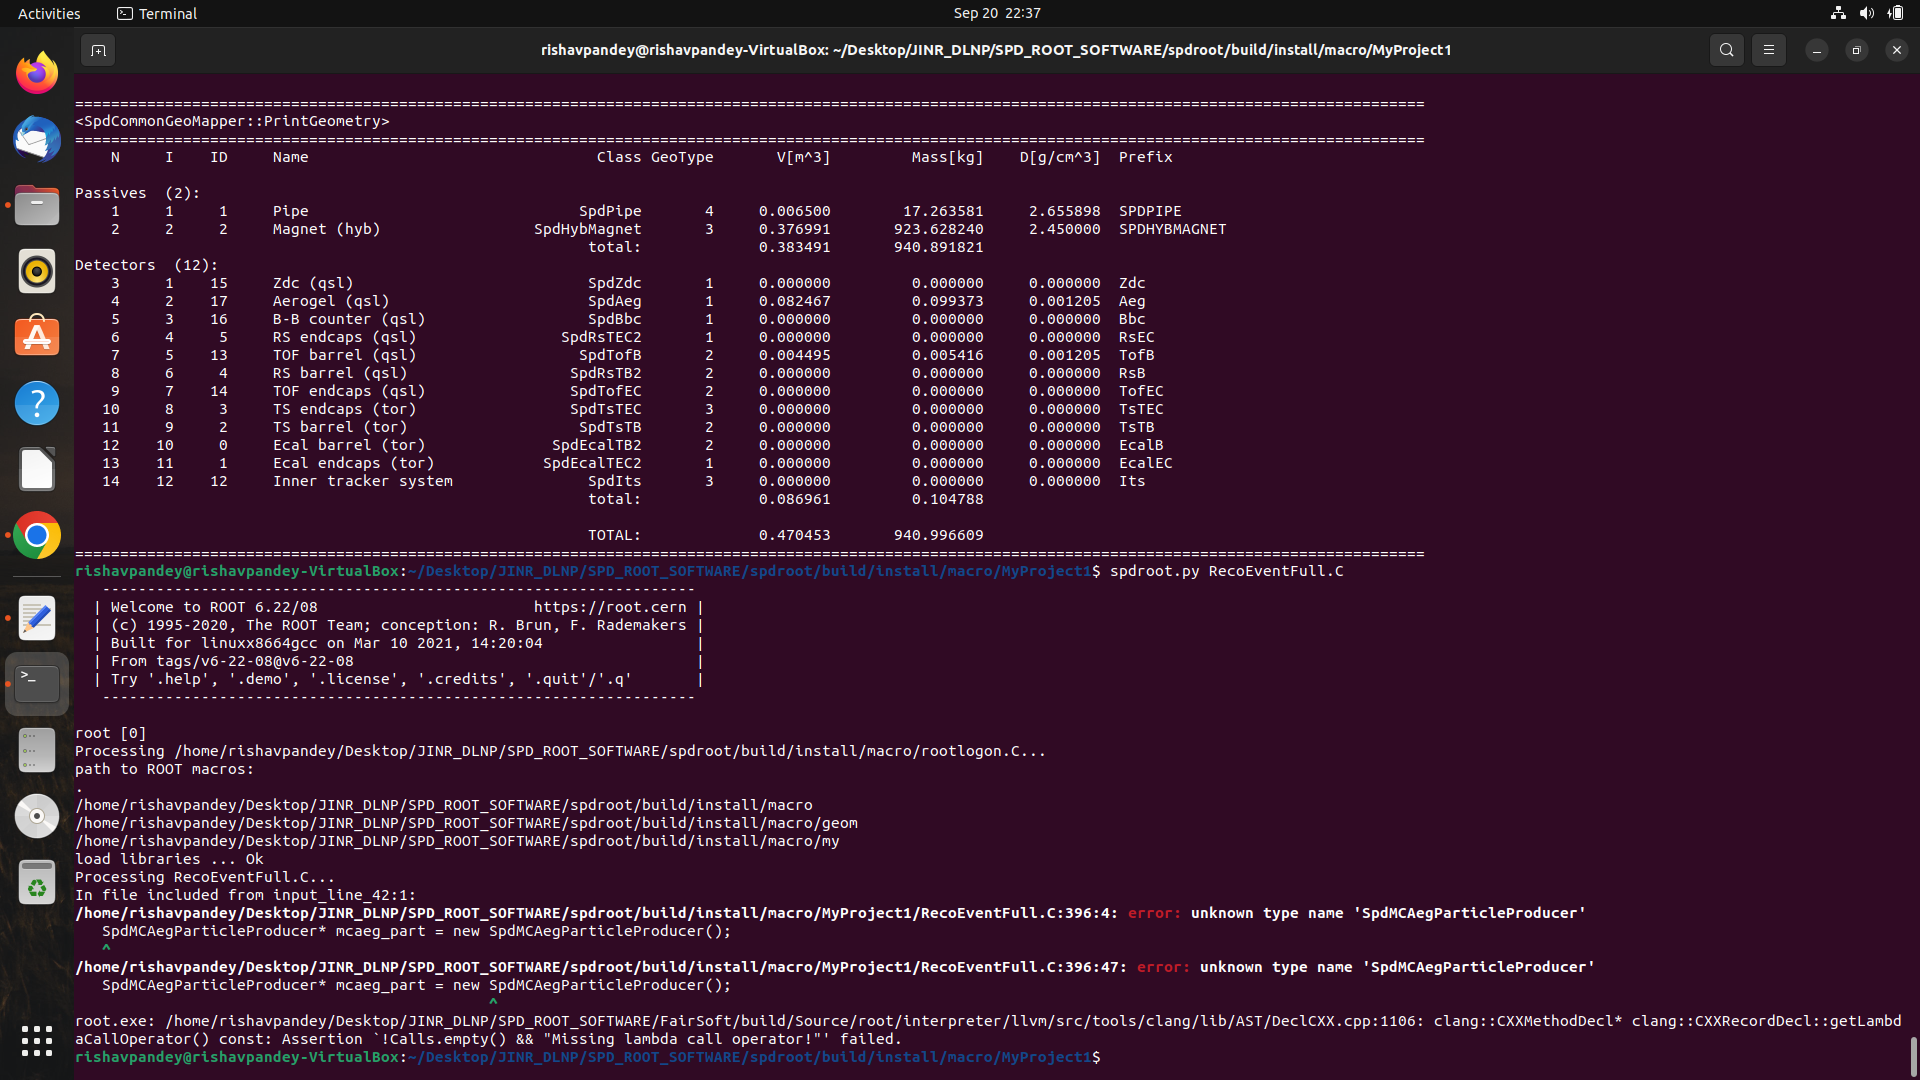 Activities Terminal Sep 20 22:37
rishavpandey@rishavpandey-VirtualBox: ~/Desktop/JINR_DLNP/SPD_ROOT_SOFTWARE/spdroot/build/install/macro/MyProject1
======================================================================================================================================================
<SpdCommonGeoMapper::PrintGeometry>
======================================================================================================================================================
N I ID Name Class GeoType V[m^3] Mass[kg] D[g/cm^3] Prefix
Passives (2):
1 1 1 Pipe SpdPipe 4 0.006500 17.263581 2.655898 SPDPIPE
2 2 2 Magnet (hyb) SpdHybMagnet 3 0.376991 923.628240 2.450000 SPDHYBMAGNET
total: 0.383491 940.891821
Detectors (12):
3 1 15 Zdc (qsl) SpdZdc 1 0.000000 0.000000 0.000000 Zdc
4 2 17 Aerogel (qsl) SpdAeg 1 0.082467 0.099373 0.001205 Aeg
5 3 16 B-B counter (qsl) SpdBbc 1 0.000000 0.000000 0.000000 Bbc
6 4 5 RS endcaps (qsl) SpdRsTEC2 1 0.000000 0.000000 0.000000 RsEC
7 5 13 TOF barrel (qsl) SpdTofB 2 0.004495 0.005416 0.001205 TofB
8 6 4 RS barrel (qsl) SpdRsTB2 2 0.000000 0.000000 0.000000 RsB
9 7 14 TOF endcaps (qsl) SpdTofEC 2 0.000000 0.000000 0.000000 TofEC
10 8 3 TS endcaps (tor) SpdTsTEC 3 0.000000 0.000000 0.000000 TsTEC
11 9 2 TS barrel (tor) SpdTsTB 2 0.000000 0.000000 0.000000 TsTB
12 10 0 Ecal barrel (tor) SpdEcalTB2 2 0.000000 0.000000 0.000000 EcalB
13 11 1 Ecal endcaps (tor) SpdEcalTEC2 1 0.000000 0.000000 0.000000 EcalEC
14 12 12 Inner tracker system SpdIts 3 0.000000 0.000000 0.000000 Its
total: 0.086961 0.104788
TOTAL: 0.470453 940.996609
======================================================================================================================================================
rishavpandey@rishavpandey-VirtualBox:~/Desktop/JINR_DLNP/SPD_ROOT_SOFTWARE/spdroot/build/install/macro/MyProject1$ spdroot.py RecoEventFull.C
------------------------------------------------------------------
| Welcome to ROOT 6.22/08 https://root.cern |
| (c) 1995-2020, The ROOT Team; conception: R. Brun, F. Rademakers |
| Built for linuxx8664gcc on Mar 10 2021, 14:20:04 |
| From tags/v6-22-08@v6-22-08 |
| Try '.help', '.demo', '.license', '.credits', '.quit'/'.q' |
------------------------------------------------------------------
root [0]
Processing /home/rishavpandey/Desktop/JINR_DLNP/SPD_ROOT_SOFTWARE/spdroot/build/install/macro/rootlogon.C...
path to ROOT macros:
.
/home/rishavpandey/Desktop/JINR_DLNP/SPD_ROOT_SOFTWARE/spdroot/build/install/macro
/home/rishavpandey/Desktop/JINR_DLNP/SPD_ROOT_SOFTWARE/spdroot/build/install/macro/geom
/home/rishavpandey/Desktop/JINR_DLNP/SPD_ROOT_SOFTWARE/spdroot/build/install/macro/my
load libraries ... Ok
Processing RecoEventFull.C...
In file included from input_line_42:1:
/home/rishavpandey/Desktop/JINR_DLNP/SPD_ROOT_SOFTWARE/spdroot/build/install/macro/MyProject1/RecoEventFull.C:396:4: error: unknown type name 'SpdMCAegParticleProducer'
SpdMCAegParticleProducer* mcaeg_part = new SpdMCAegParticleProducer();
^
/home/rishavpandey/Desktop/JINR_DLNP/SPD_ROOT_SOFTWARE/spdroot/build/install/macro/MyProject1/RecoEventFull.C:396:47: error: unknown type name 'SpdMCAegParticleProducer'
SpdMCAegParticleProducer* mcaeg_part = new SpdMCAegParticleProducer();
^
root.exe: /home/rishavpandey/Desktop/JINR_DLNP/SPD_ROOT_SOFTWARE/FairSoft/build/Source/root/interpreter/llvm/src/tools/clang/lib/AST/DeclCXX.cpp:1106: clang::CXXMethodDecl* clang::CXXRecordDecl::getLambd
aCallOperator() const: Assertion `!Calls.empty() && "Missing lambda call operator!"' failed.
rishavpandey@rishavpandey-VirtualBox:~/Desktop/JINR_DLNP/SPD_ROOT_SOFTWARE/spdroot/build/install/macro/MyProject1$